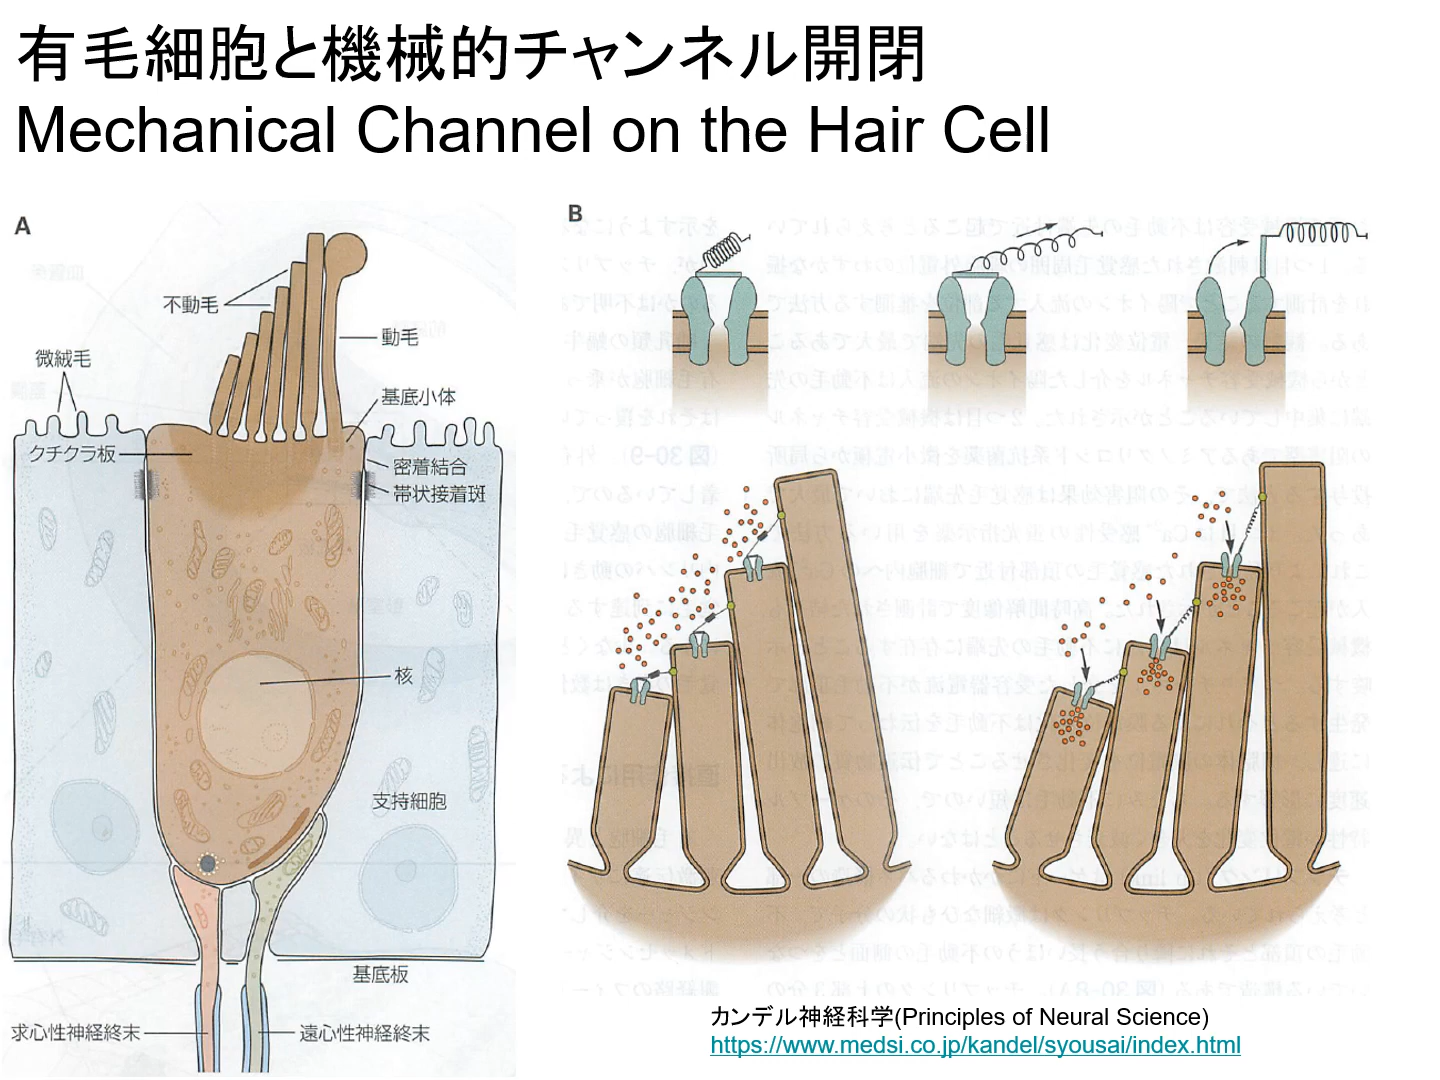 有毛細胞と機械的チャンネル開閉
Mechanical Channel on the Hair Cell
A
不動毛
動毛
微絨毛
基底小体
クチクラ板
密着結合
帯状接着斑
核
支持細胞
基底板
求心性神経終末
遠心性神経終末
B
カンデル神経科学(Principles of Neural Science)
https://www.medsi.co.jp/kandel/syousai/index.html